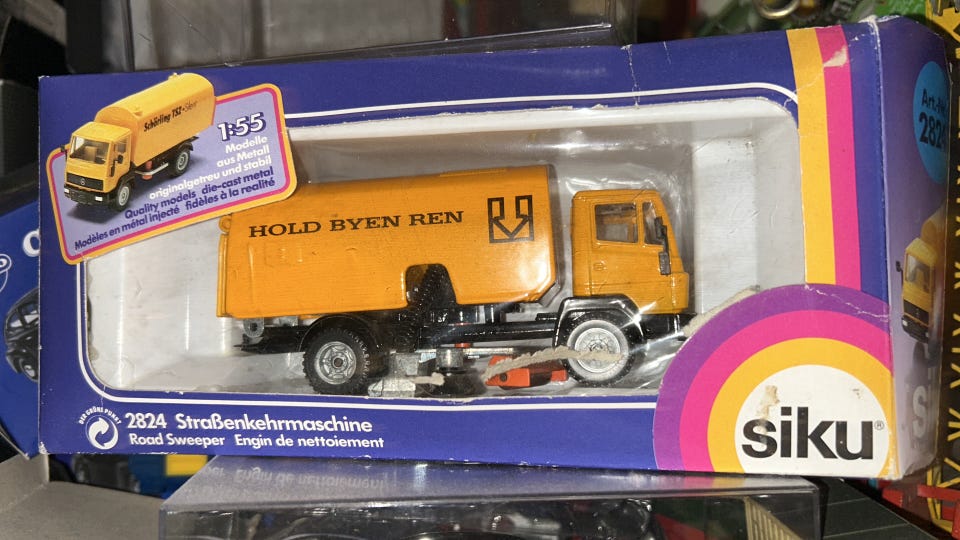 Schörling TS2-Silent
1:55
Modelle
aus Metall
originalgetreu und stabil
Quality models die-cast metal
Modèles en métal injecté fidèles à la realité
HOLD BYEN REN
DER GRÜNE PUNKT
2824 Straßenkehrmaschine
Road Sweeper Engin de nettoiement
siku®
Art.-Nr.
2824